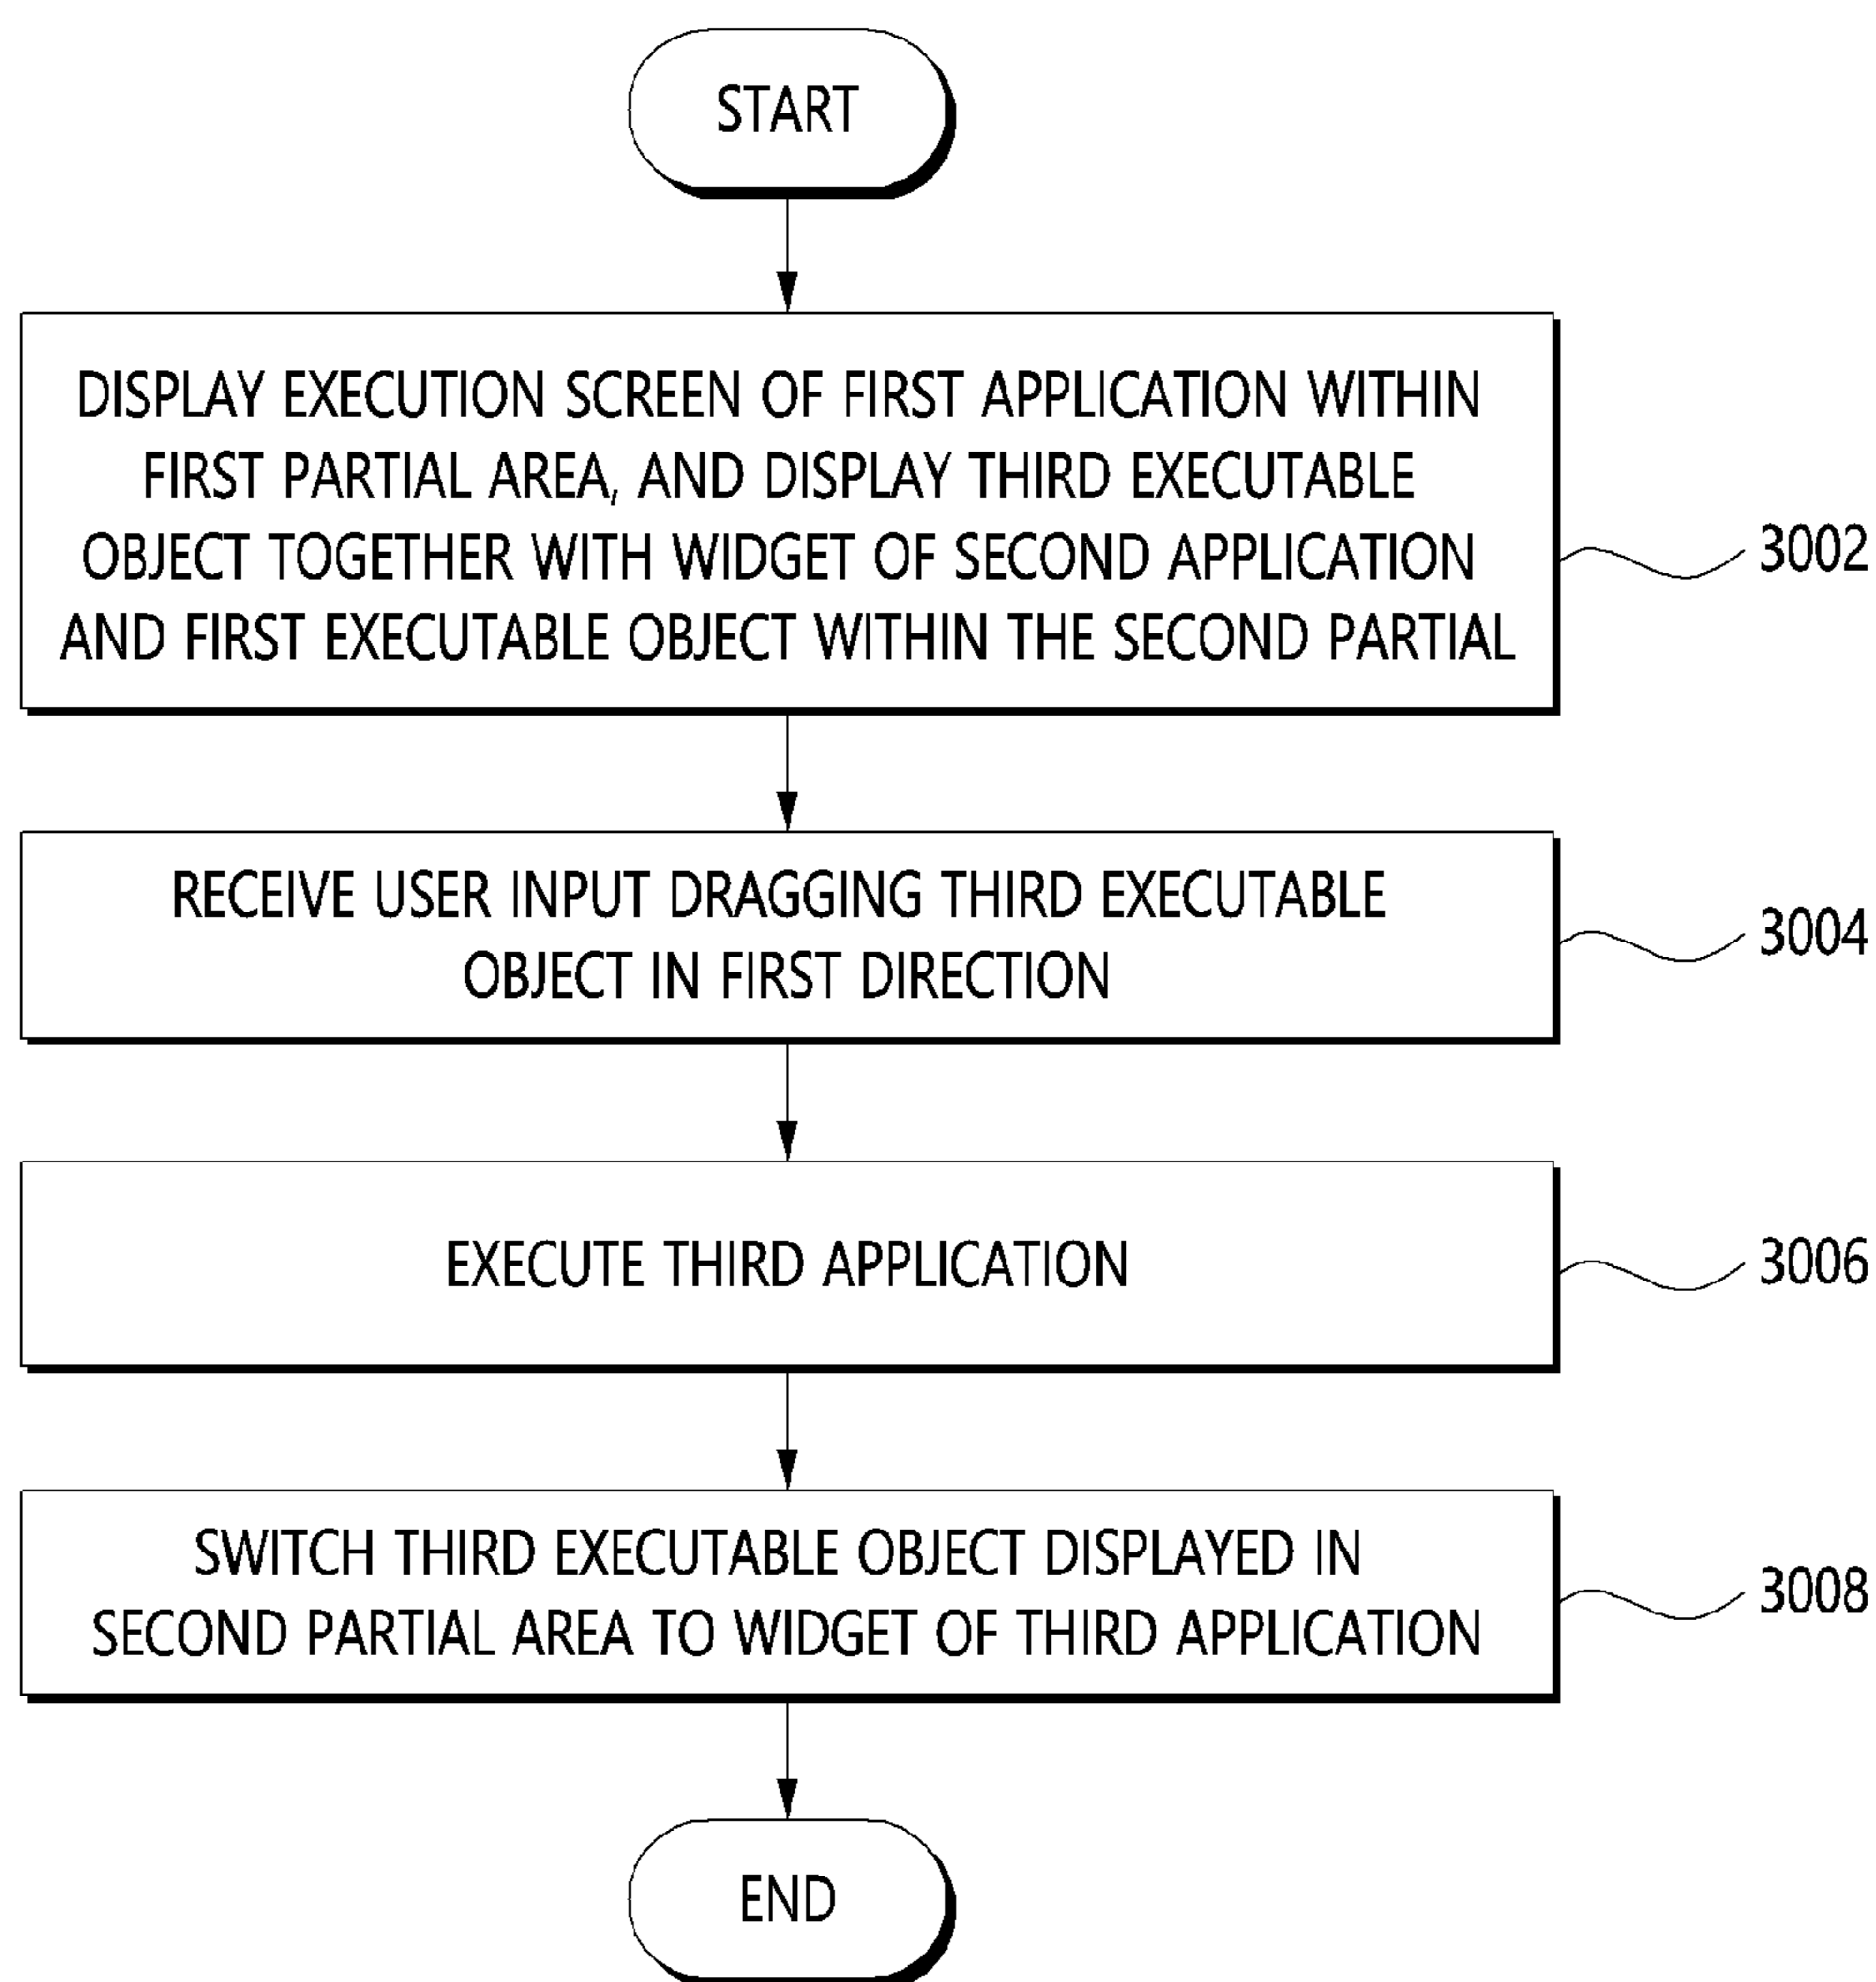 START
DISPLAY EXECUTION SCREEN OF FIRST APPLICATION WITHIN
FIRST PARTIAL AREA, AND DISPLAY THIRD EXECUTABLE
OBJECT TOGETHER WITH WIDGET OF SECOND APPLICATION
AND FIRST EXECUTABLE OBJECT WITHIN THE SECOND PARTIAL
3002
RECEIVE USER INPUT DRAGGING THIRD EXECUTABLE
OBJECT IN FIRST DIRECTION
3004
EXECUTE THIRD APPLICATION
3006
SWITCH THIRD EXECUTABLE OBJECT DISPLAYED IN
SECOND PARTIAL AREA TO WIDGET OF THIRD APPLICATION
3008
END